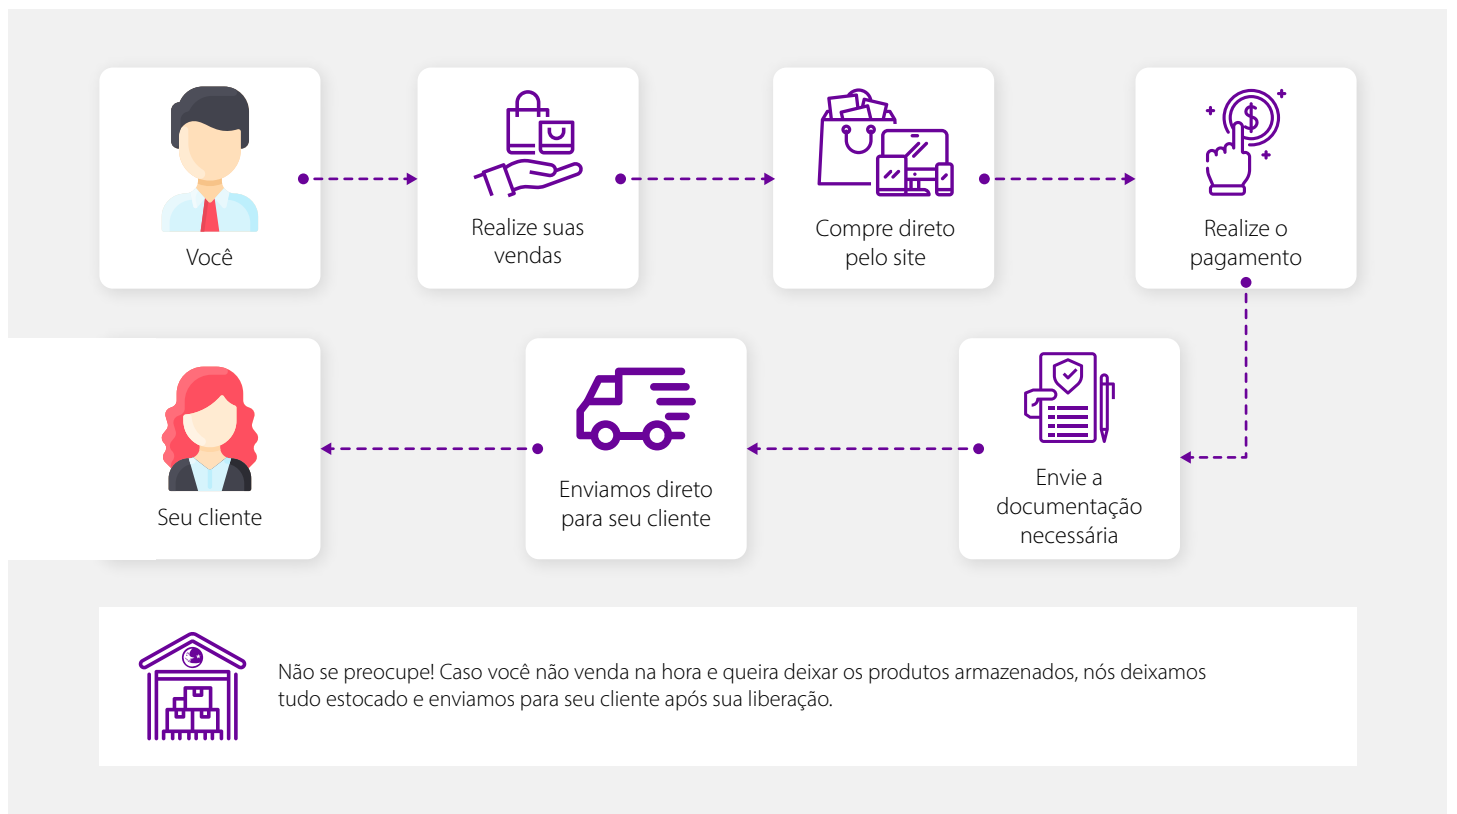 Você
Realize suas
vendas
Compre direto
pelo site
Realize o
pagamento
Envie a
documentação
necessária
Enviamos direto
para seu cliente
Seu cliente
Não se preocupe! Caso você não venda na hora e queira deixar os produtos armazenados, nós deixamos
tudo estocado e enviamos para seu cliente após sua liberação.